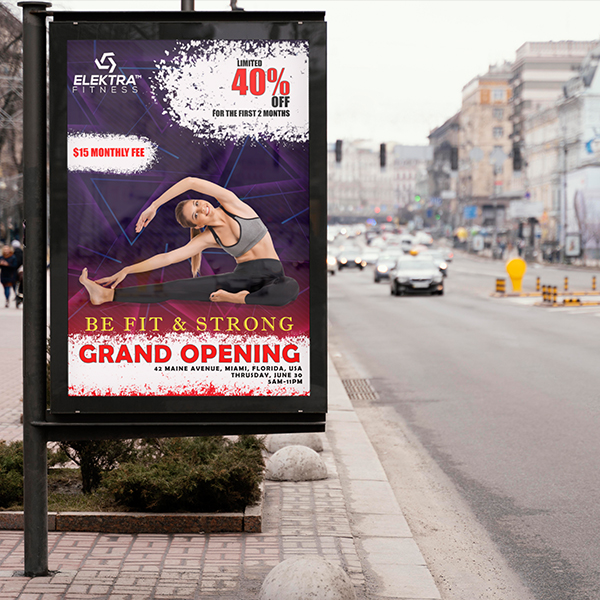 ELEKTRA™
FITNESS
LIMITED
40%
OFF
FOR THE FIRST 2 MONTHS
$15 MONTHLY FEE
BE FIT & STRONG
GRAND OPENING
42 MAINE AVENUE, MIAMI, FLORIDA, USA
THRUSDAY, JUNE 30
5AM-11PM